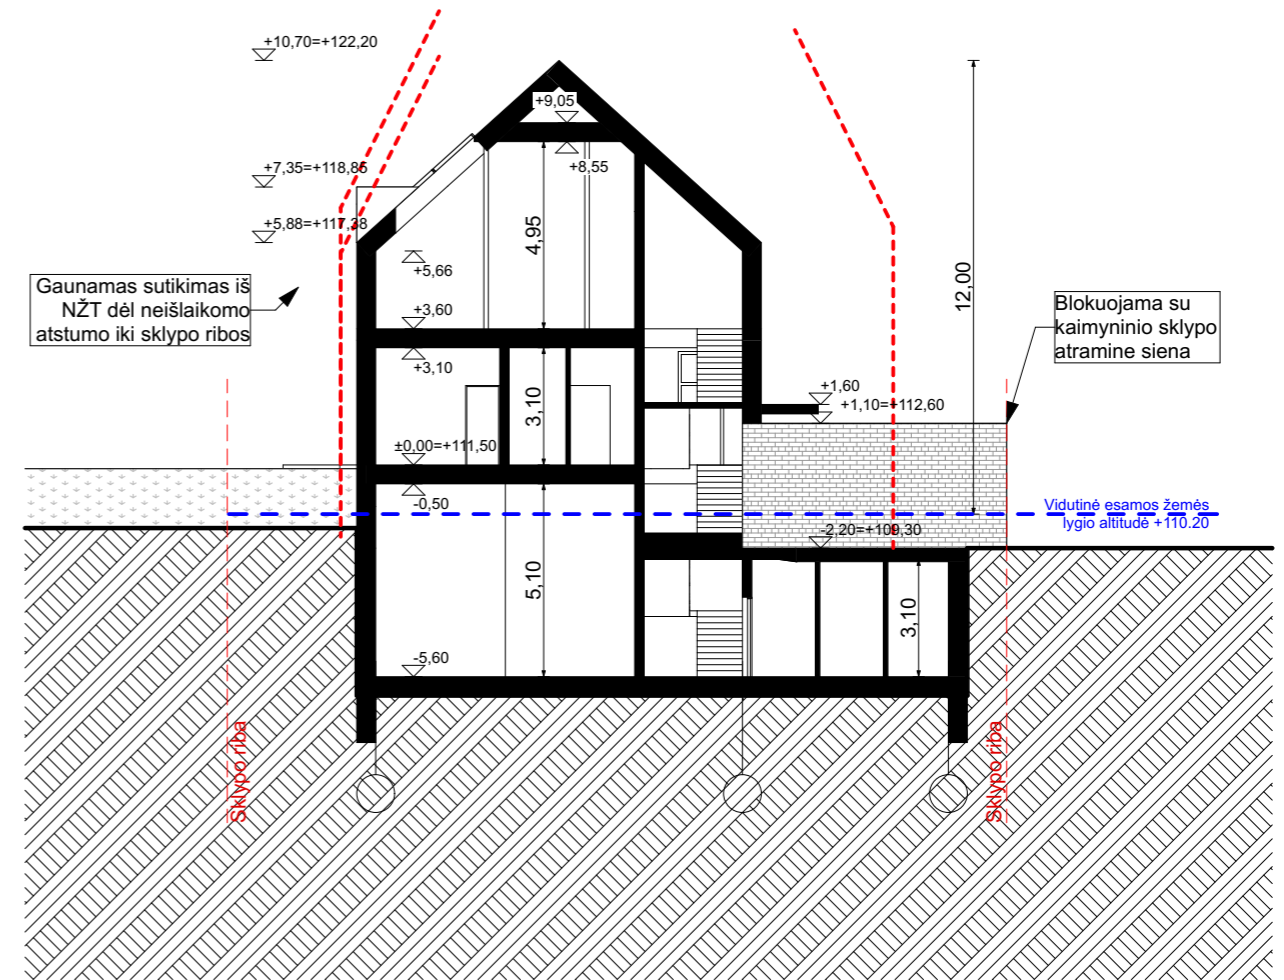 +10,70=+122,20
+9,05
+8,55
+7,35=+118,85
+5,88=+117,38
4,95
+5,66
12,00
Gaunamas sutikimas iš
NŽT dėl neišlaikomo
atstumo iki sklypo ribos
+3,60
+3,10
Blokuojama su
kaimyninio sklypo
atramine siena
3,10
+1,60
+1,10=+112,60
±0,00=+111,50
-0,50
Vidutinė esamos žemės
lygio altitudė +110.20
-2,20=+109,30
5,10
3,10
-5,60
Sklypo riba
Sklypo riba